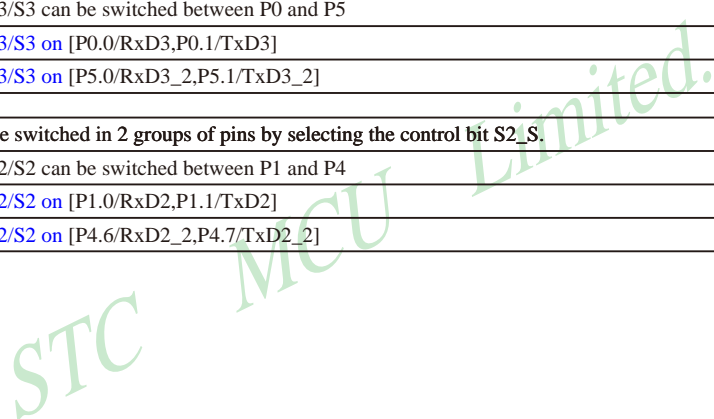 3/S3 can be switched between P0 and P5
3/S3 on [P0.0/RxD3,P0.1/TxD3]
3/S3 on [P5.0/RxD3_2,P5.1/TxD3_2]
e switched in 2 groups of pins by selecting the control bit S2_S.
2/S2 can be switched between P1 and P4
2/S2 on [P1.0/RxD2,P1.1/TxD2]
2/S2 on [P4.6/RxD2_2,P4.7/TxD2_2]
STC MCU Limited.